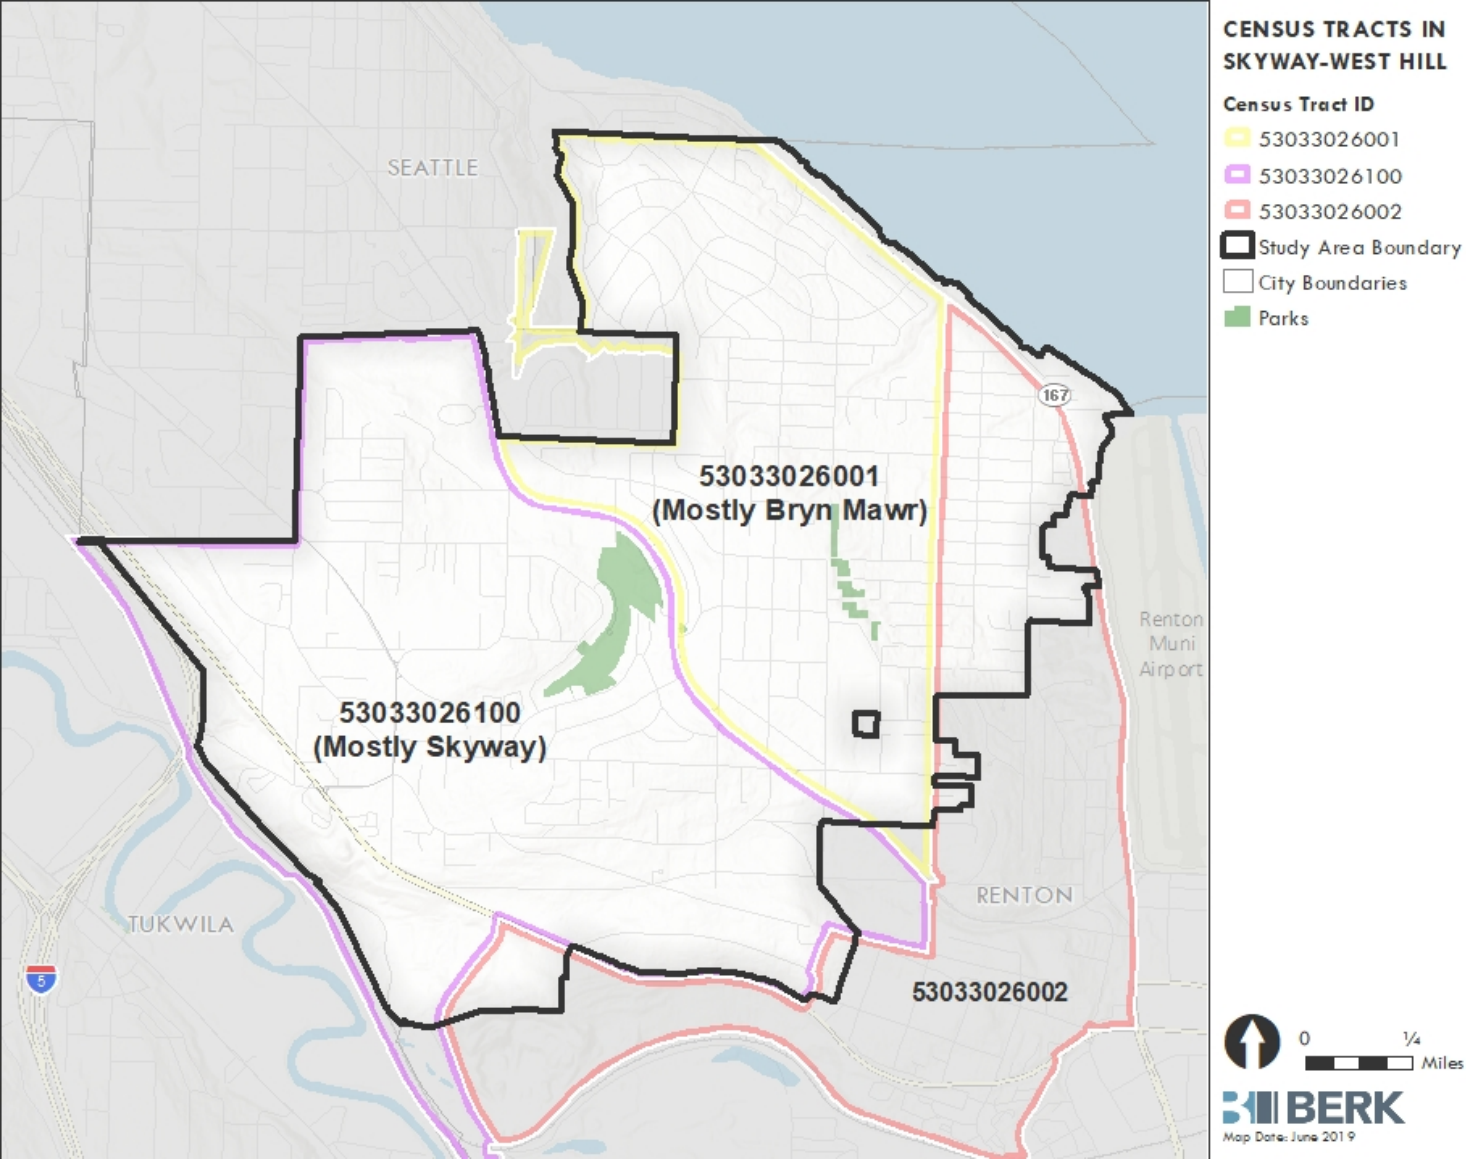 CENSUS TRACTS IN
SKYWAY-WEST HILL
Census Tract ID
53033026001
53033026100
53033026002
Study Area Boundary
City Boundaries
Parks
SEATTLE
167
53033026001
(Mostly Bryn Mawr)
Renton
Muni
Airport
53033026100
(Mostly Skyway)
RENTON
TUKWILA
5
53033026002
0 ¼
Miles
BERK
Map Date: June 2019